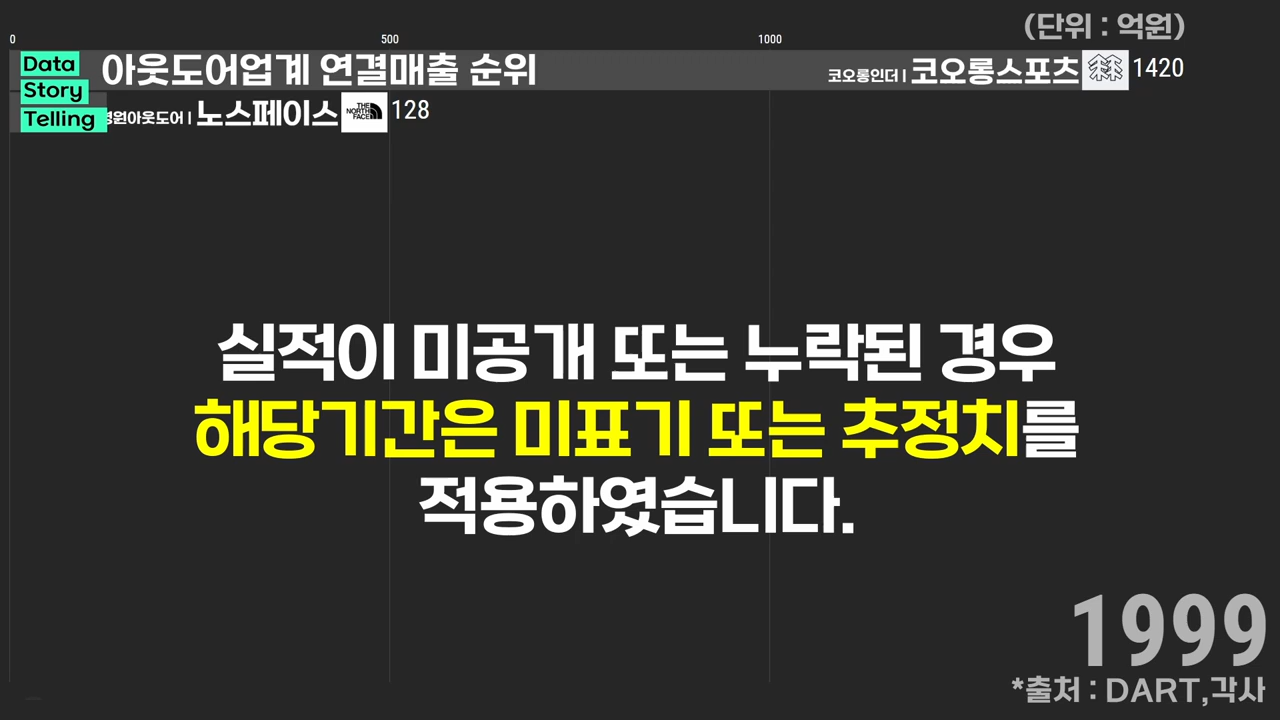 (단위 : 억원)
0 500 1000
Data
Story
Telling
아웃도어업계 연결매출 순위
코오롱인더 | 코오롱스포츠 1420
원아웃도어 | 노스페이스 THE NORTH FACE 128
실적이 미공개 또는 누락된 경우
해당기간은 미표기 또는 추정치를
적용하였습니다.
1999
*출처 : DART,각사